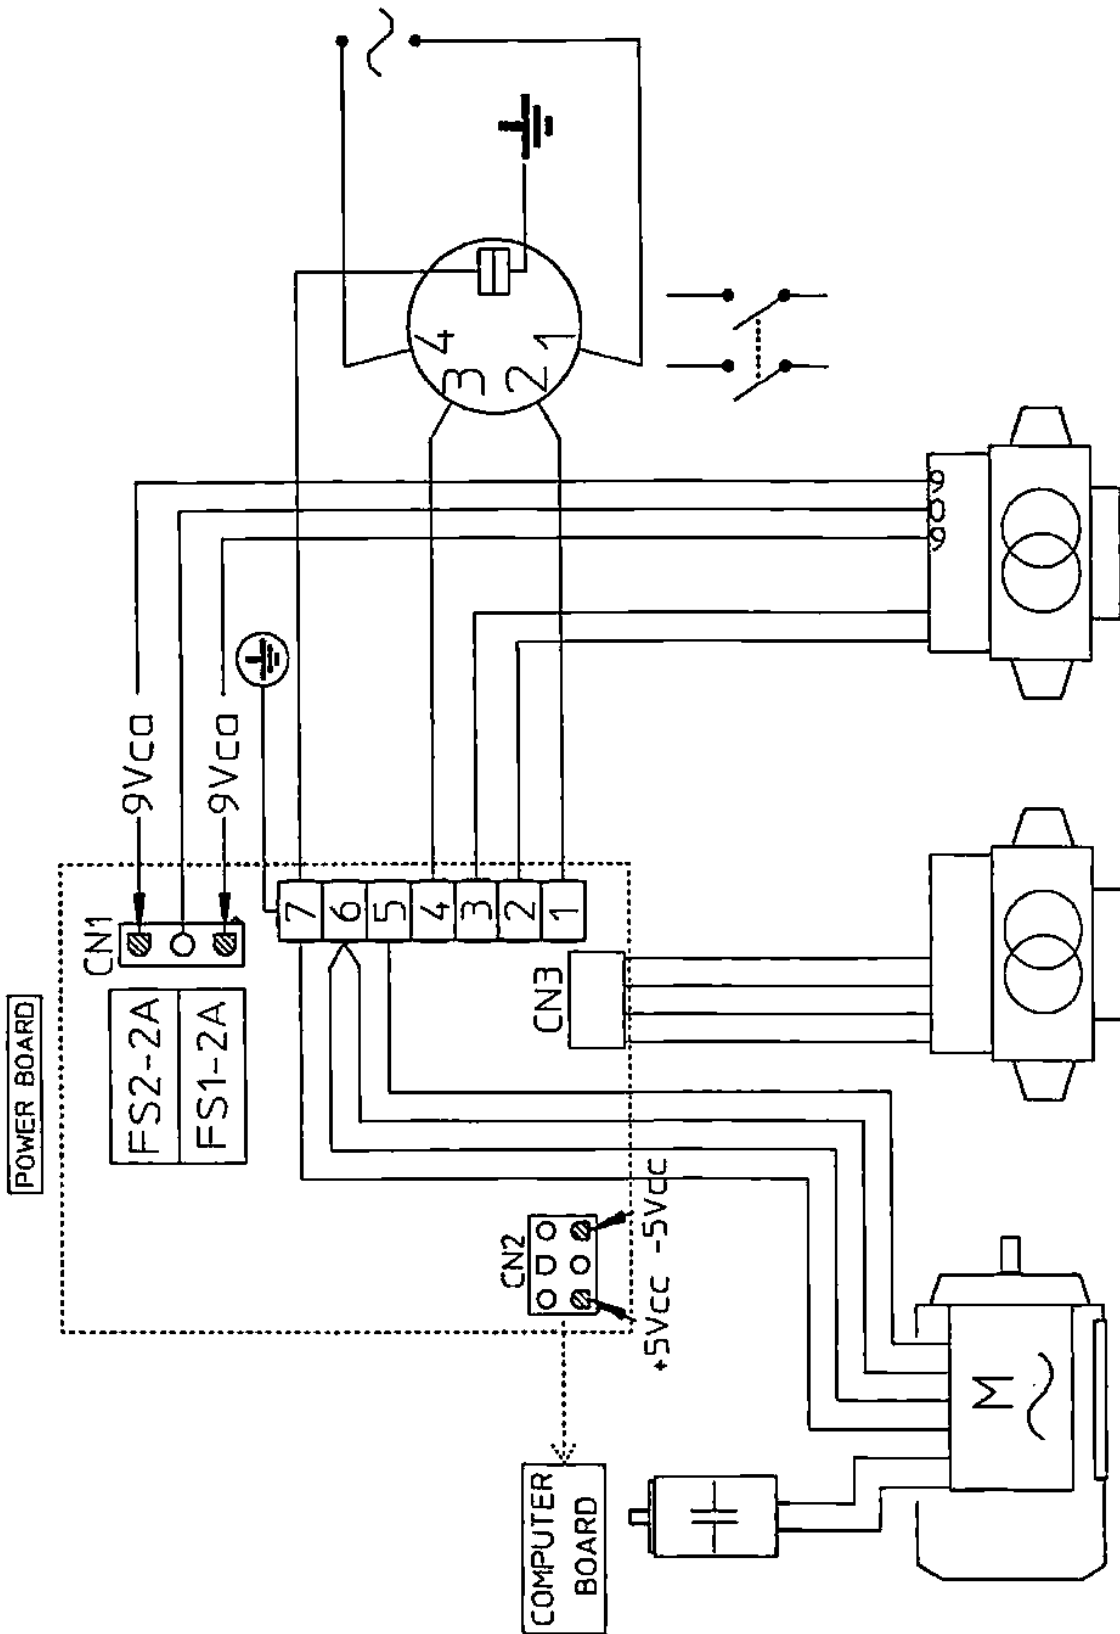 POWER BOARD
CN1
9Vca
9Vca
FS2-2A
FS1-2A
7
6
5
4
3
2
1
4
3
2
1
CN3
CN2
+5Vcc
-5Vcc
COMPUTER
BOARD
M